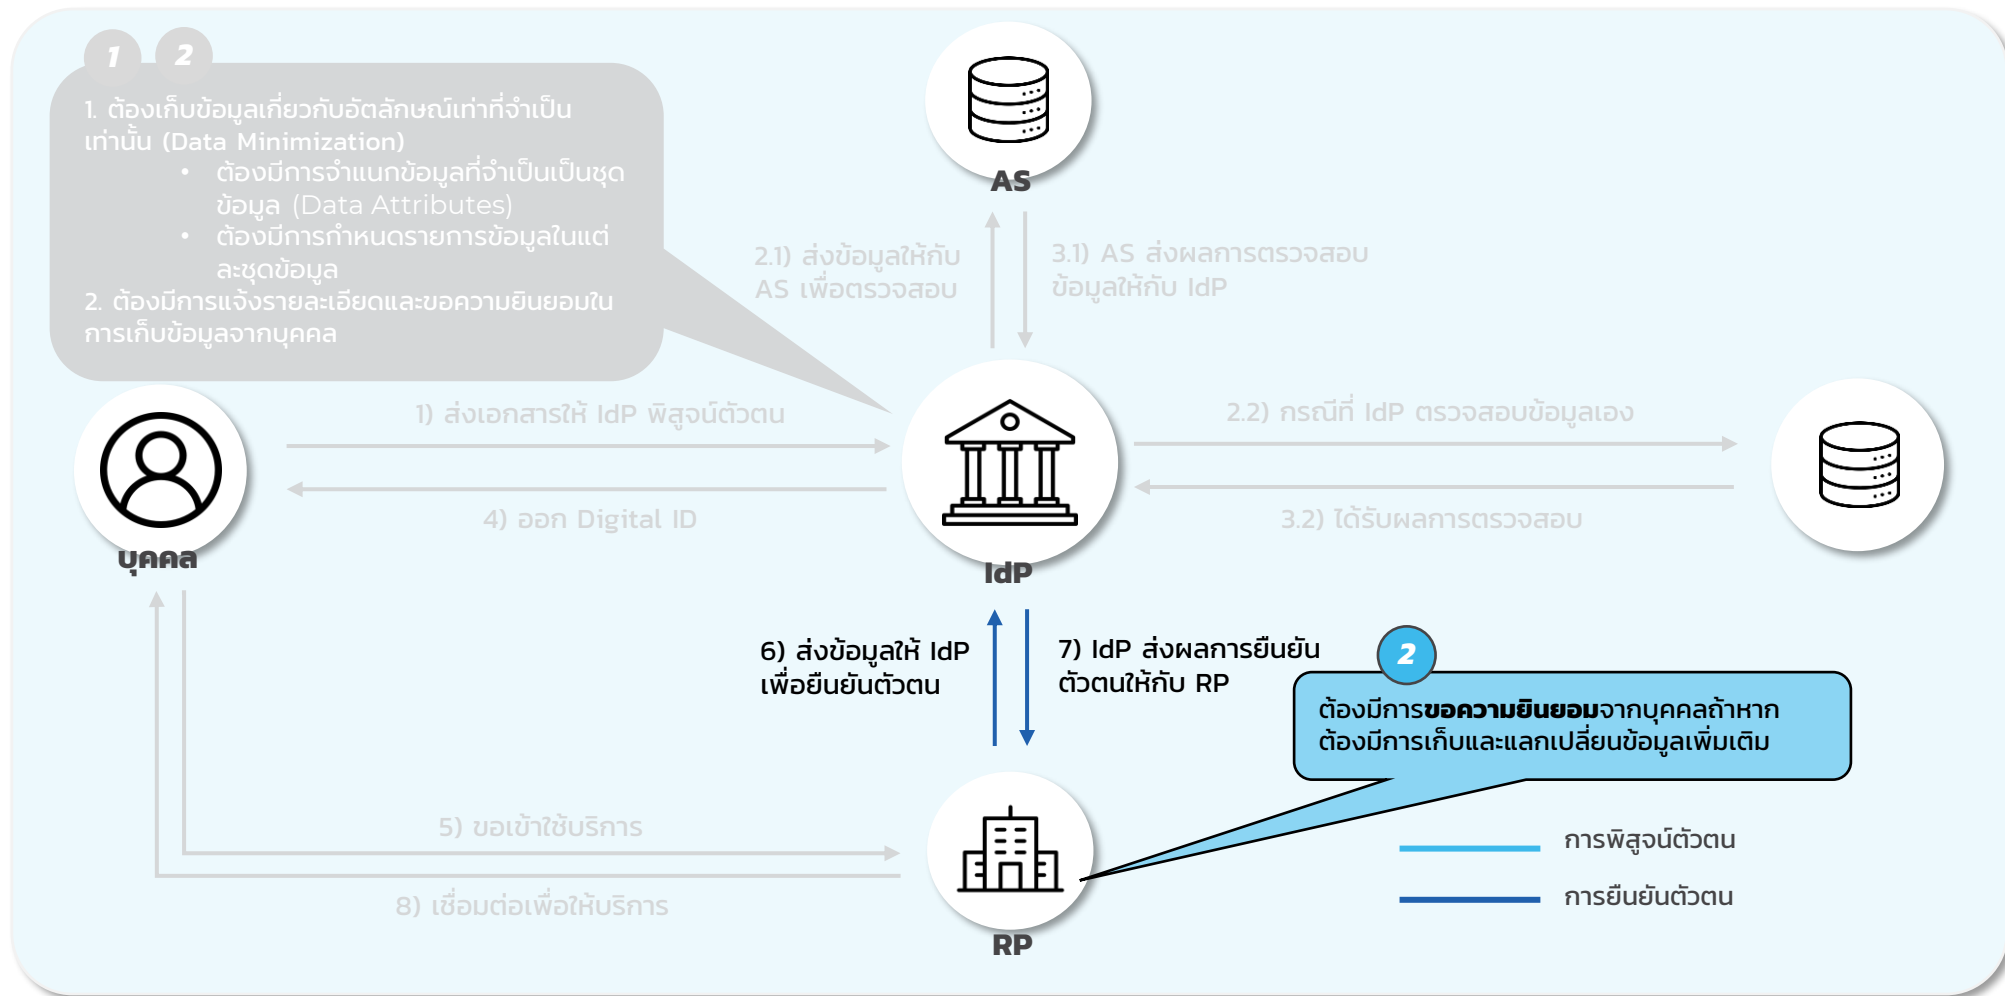 1 2
1. ต้องเก็บข้อมูลเกี่ยวกับอัตลักษณ์เท่าที่จำเป็น
เท่านั้น (Data Minimization)
• ต้องมีการจำแนกข้อมูลที่จำเป็นเป็นชุด
ข้อมูล (Data Attributes)
• ต้องมีการกำหนดรายการข้อมูลในแต่
ละชุดข้อมูล
2. ต้องมีการแจ้งรายละเอียดและขอความยินยอมใน
การเก็บข้อมูลจากบุคคล
AS
2.1) ส่งข้อมูลให้กับ
AS เพื่อตรวจสอบ
3.1) AS ส่งผลการตรวจสอบ
ข้อมูลให้กับ IdP
1) ส่งเอกสารให้ IdP พิสูจน์ตัวตน
2.2) กรณีที่ IdP ตรวจสอบข้อมูลเอง
4) ออก Digital ID
3.2) ได้รับผลการตรวจสอบ
บุคคล
IdP
6) ส่งข้อมูลให้ IdP
เพื่อยืนยันตัวตน
7) IdP ส่งผลการยืนยัน
ตัวตนให้กับ RP
2
ต้องมีการขอความยินยอมจากบุคคลถ้าหาก
ต้องมีการเก็บและแลกเปลี่ยนข้อมูลเพิ่มเติม
5) ขอเข้าใช้บริการ
8) เชื่อมต่อเพื่อให้บริการ
RP
การพิสูจน์ตัวตน
การยืนยันตัวตน